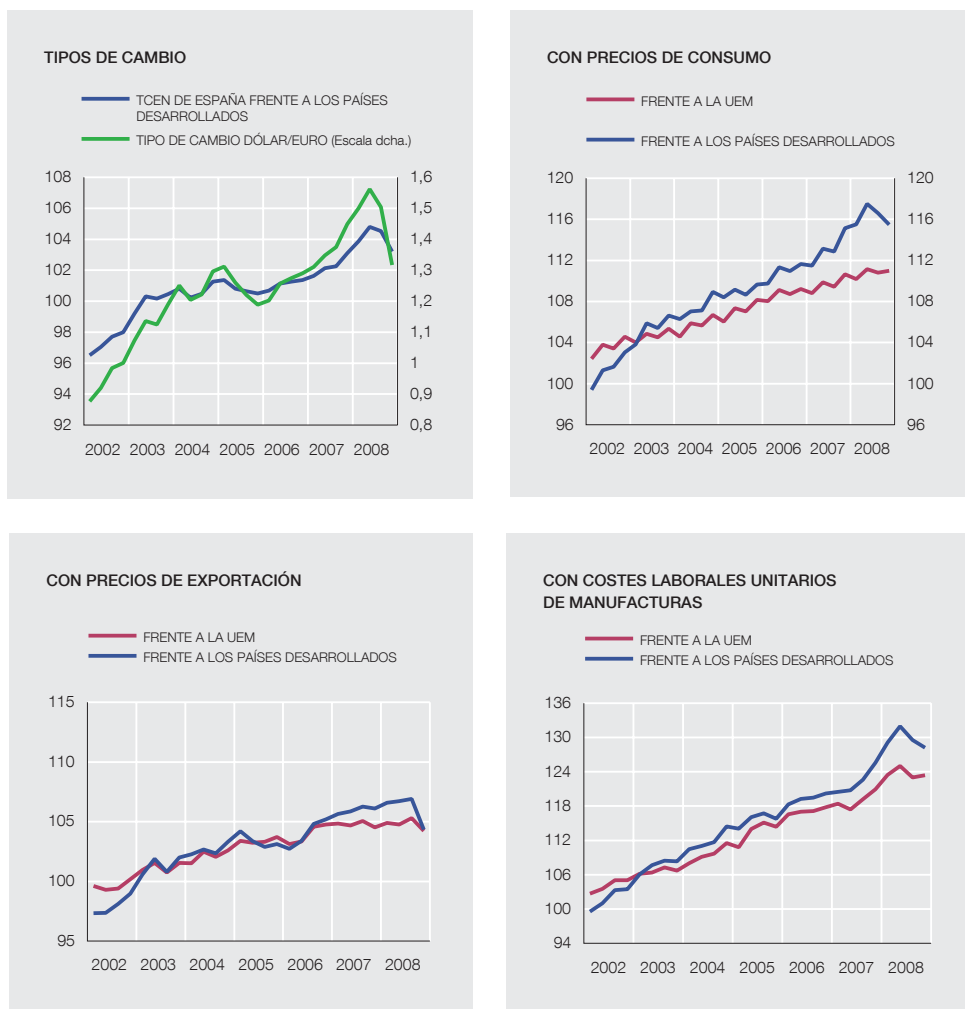 TIPOS DE CAMBIO
TCEN DE ESPAÑA FRENTE A LOS PAÍSES
DESARROLLADOS
TIPO DE CAMBIO DÓLAR/EURO (Escala dcha.)
108 1,6
106 1,5
104 1,4
102 1,3
100 1,2
98 1,1
96 1
94 0,9
92 0,8
2002 2003 2004 2005 2006 2007 2008
CON PRECIOS DE CONSUMO
FRENTE A LA UEM
FRENTE A LOS PAÍSES DESARROLLADOS
120 120
116 116
112 112
108 108
104 104
100 100
96 96
2002 2003 2004 2005 2006 2007 2008
CON PRECIOS DE EXPORTACIÓN
FRENTE A LA UEM
FRENTE A LOS PAÍSES DESARROLLADOS
115
110
105
100
95
2002 2003 2004 2005 2006 2007 2008
CON COSTES LABORALES UNITARIOS
DE MANUFACTURAS
FRENTE A LA UEM
FRENTE A LOS PAÍSES DESARROLLADOS
136
130
124
118
112
106
100
94
2002 2003 2004 2005 2006 2007 2008